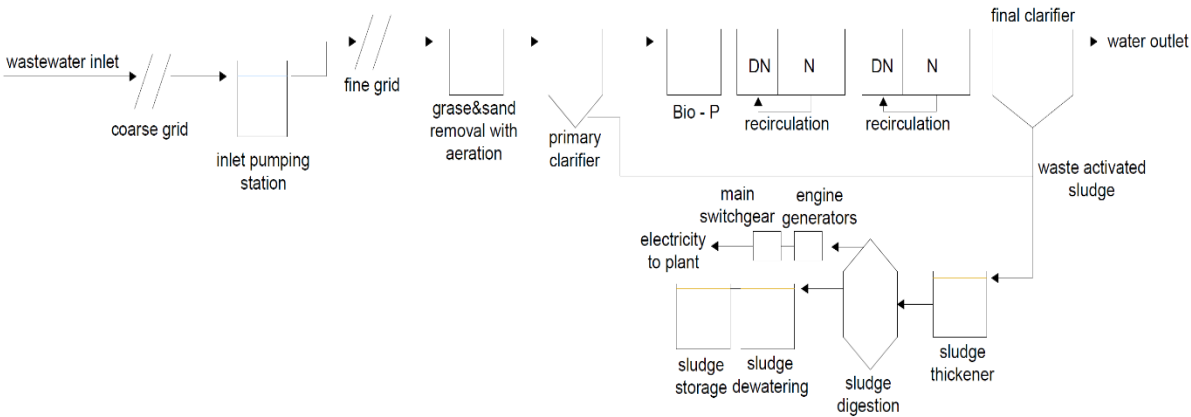 final clarifier
wastewater inlet
water outlet
fine grid
DN
N
DN
N
coarse grid
grase&sand
removal with
aeration
primary
clarifier
Bio - P
recirculation
recirculation
inlet pumping
station
waste activated
sludge
main
switchgear
engine
generators
electricity
to plant
sludge
storage
sludge
dewatering
sludge
digestion
sludge
thickener